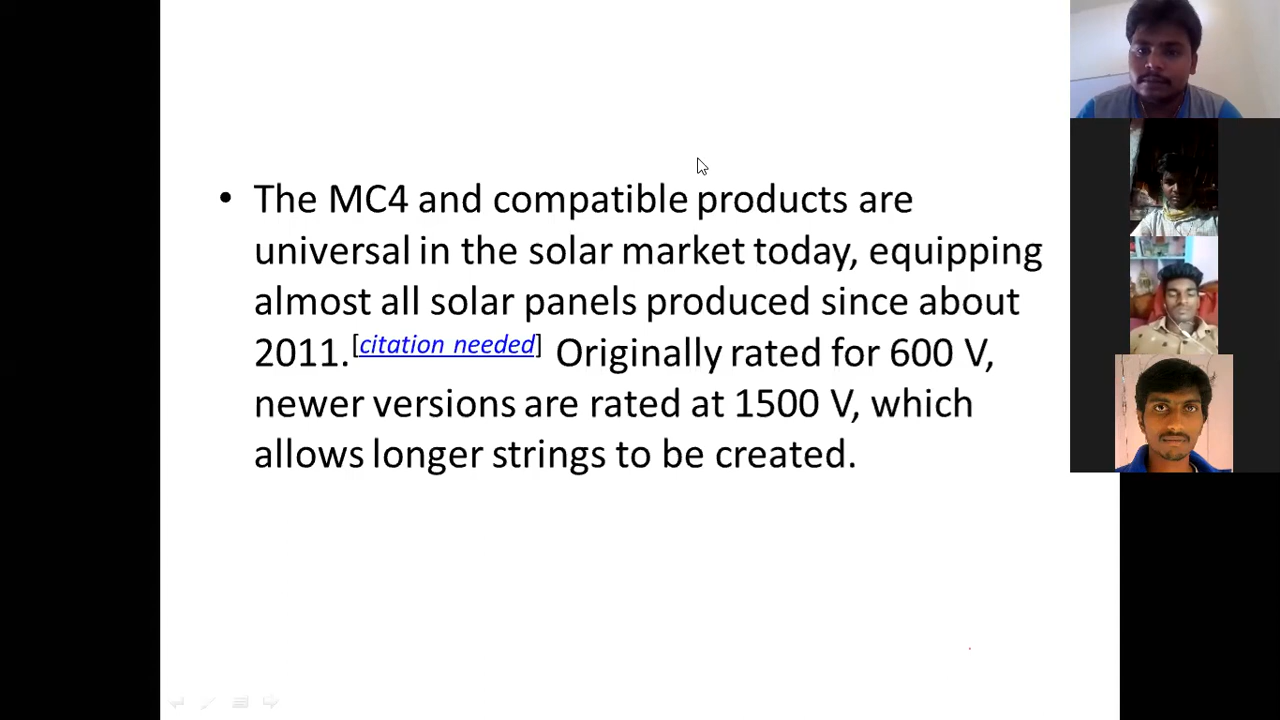 • The MC4 and compatible products are
universal in the solar market today, equipping
almost all solar panels produced since about
2011.[citation needed] Originally rated for 600 V,
newer versions are rated at 1500 V, which
allows longer strings to be created.